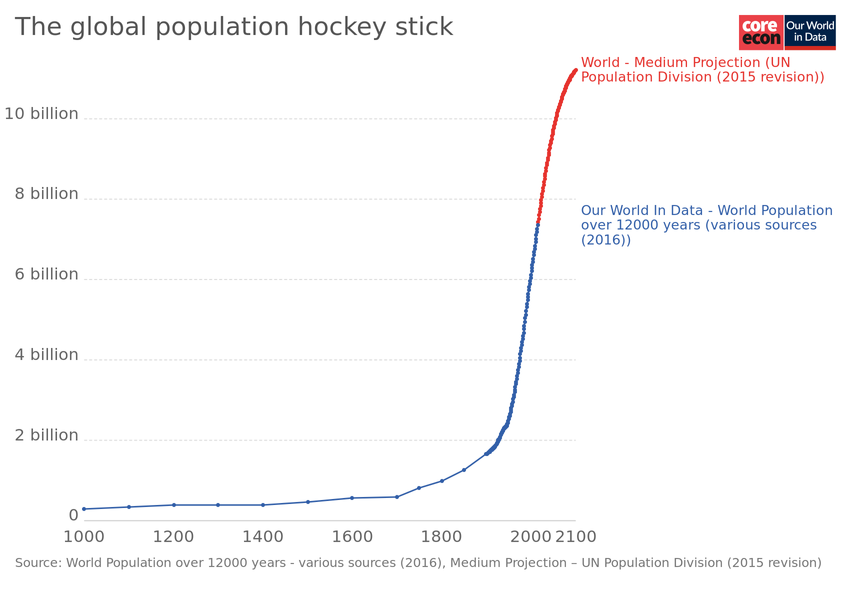 The global population hockey stick
core
econ
Our World
in Data
World - Medium Projection (UN
Population Division (2015 revision))
10 billion
8 billion
Our World In Data - World Population
over 12000 years (various sources
(2016))
6 billion
4 billion
2 billion
0
1000 1200 1400 1600 1800 2000 2100
Source: World Population over 12000 years - various sources (2016), Medium Projection – UN Population Division (2015 revision)